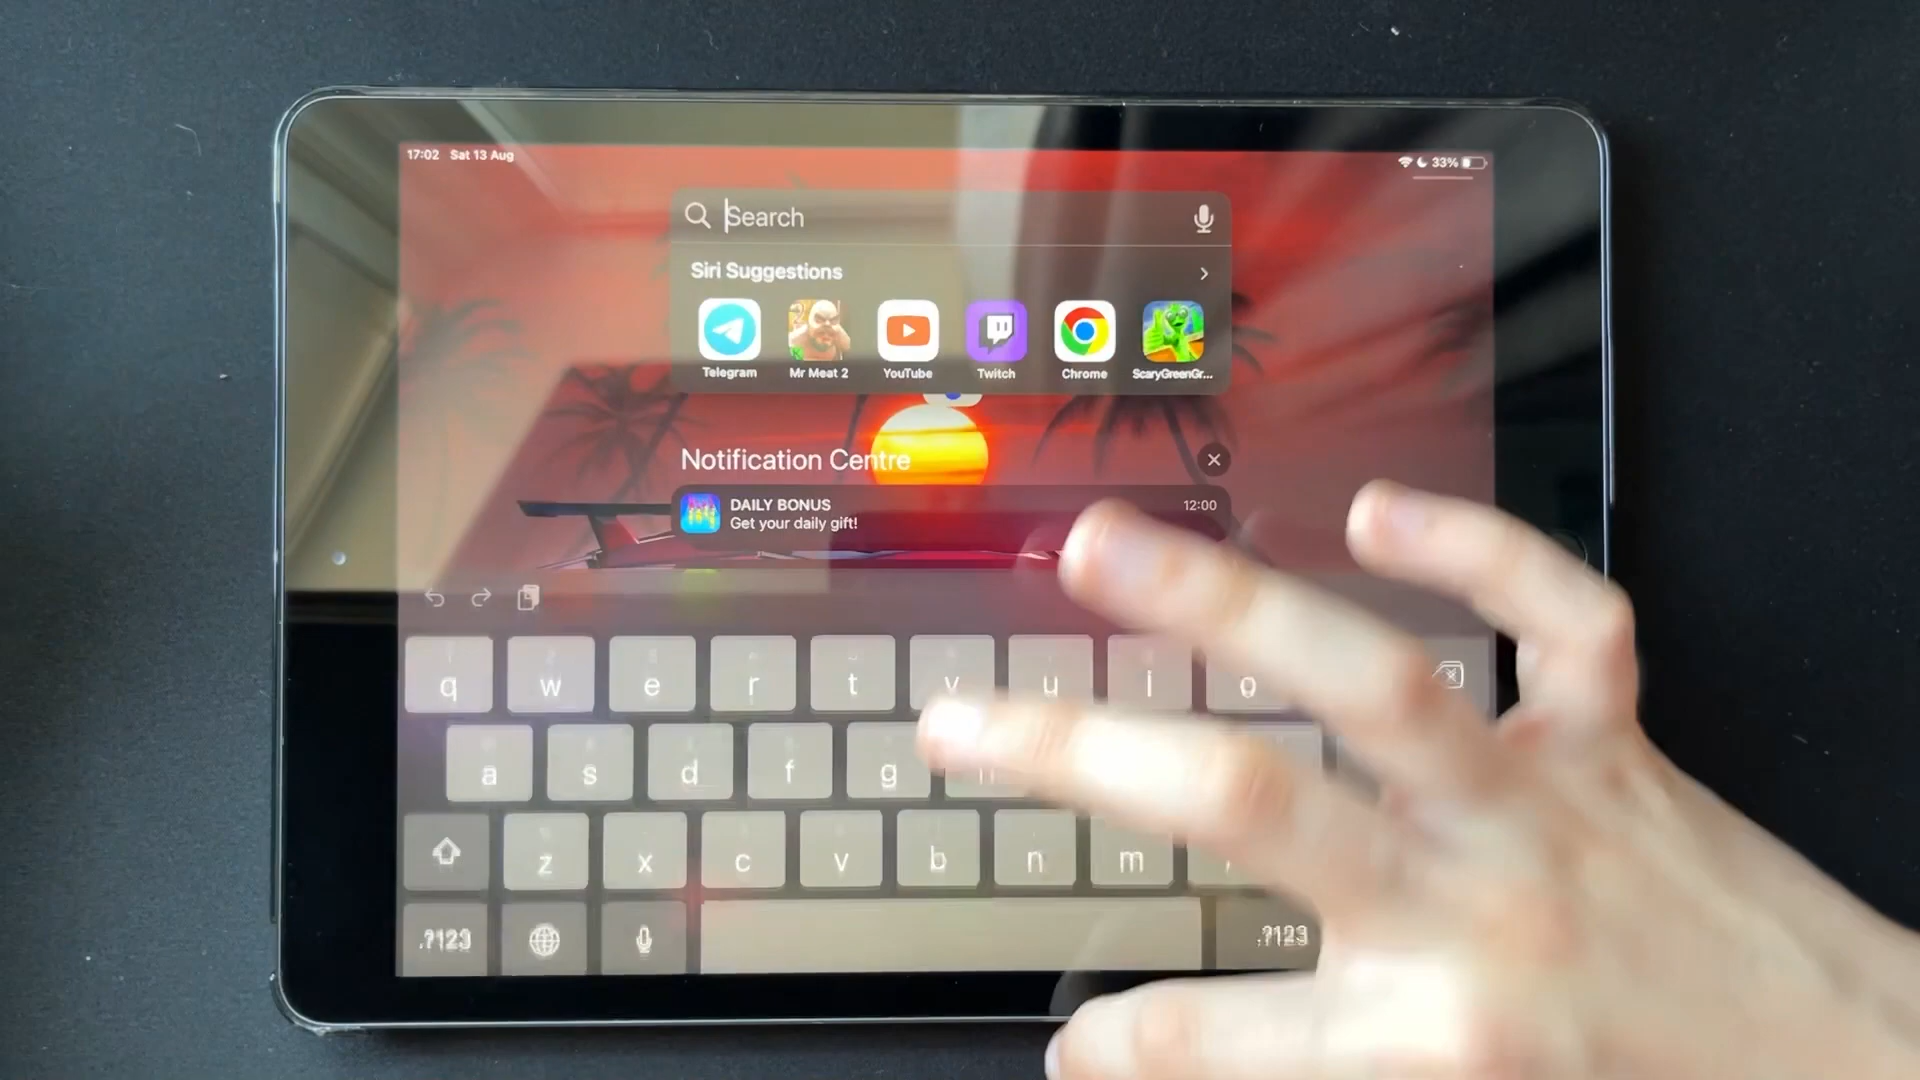 17:02 Sat 13 Aug
33%
Search
Siri Suggestions
Telegram
Mr Meat 2
YouTube
Twitch
Chrome
ScaryGreenGr...
Notification Centre
DAILY BONUS
12:00
Get your daily gift!
q w e r t y u i o
a s d f g
z x c v b n m
.?123
.?123